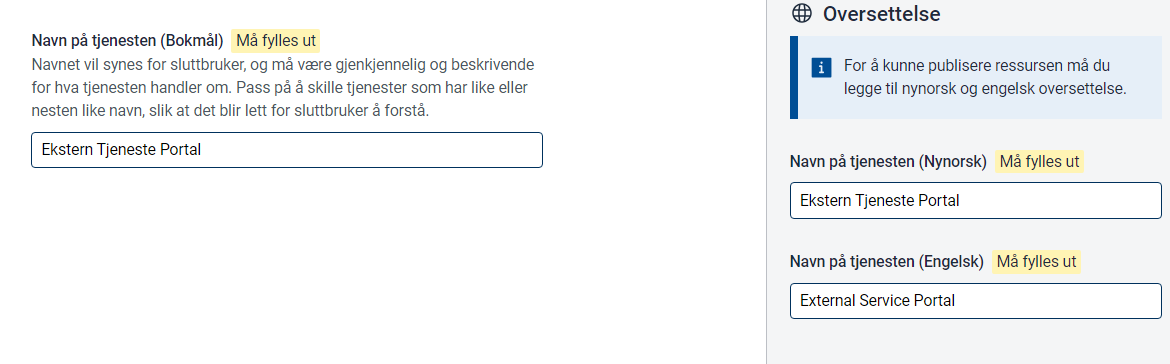 Navn på tjenesten (Bokmål) Må fylles ut
Navnet vil synes for sluttbruker, og må være gjenkjennelig og beskrivende
for hva tjenesten handler om. Pass på å skille tjenester som har like eller
nesten like navn, slik at det blir lett for sluttbruker å forstå.
Ekstern Tjeneste Portal
Oversettelse
For å kunne publisere ressursen må du
legge til nynorsk og engelsk oversettelse.
Navn på tjenesten (Nynorsk) Må fylles ut
Ekstern Tjeneste Portal
Navn på tjenesten (Engelsk) Må fylles ut
External Service Portal